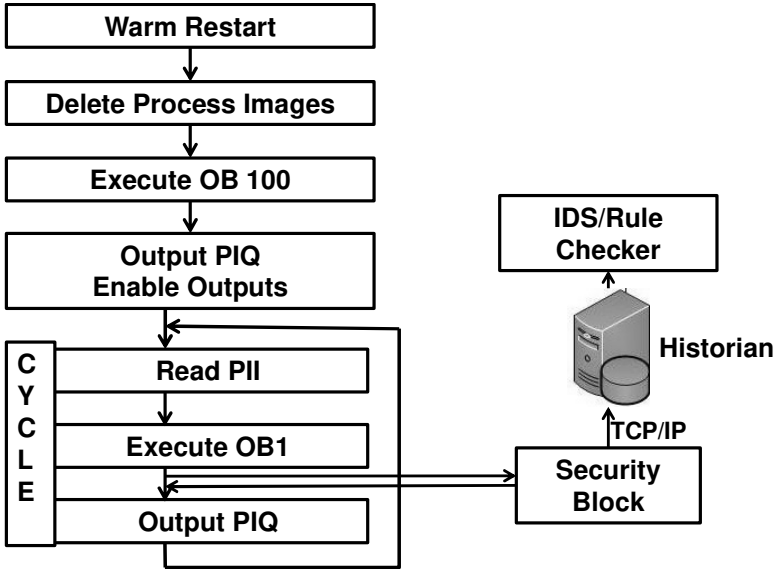 Warm Restart
Delete Process Images
Execute OB 100
Output PIQ
Enable Outputs
CYCLE
Read PII
Execute OB1
Output PIQ
IDS/Rule
Checker
Historian
TCP/IP
Security
Block